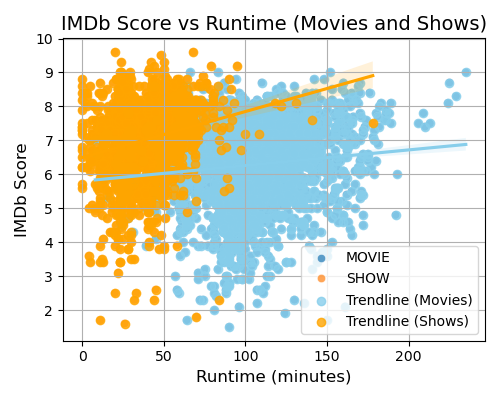 IMDb Score vs Runtime (Movies and Shows)
10
9
8
7
6
5
4
3
2
IMDb Score
MOVIE
SHOW
Trendline (Movies)
Trendline (Shows)
0 50 100 150 200
Runtime (minutes)